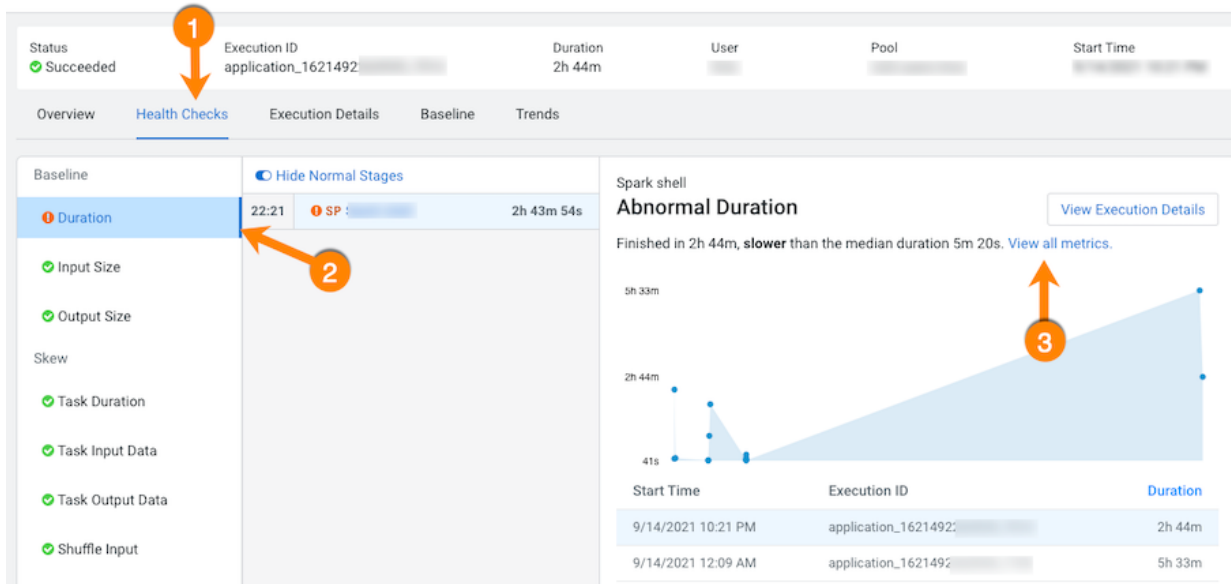 1
Status
Execution ID
Duration
User
Pool
Start Time
Succeeded
application_1621492
2h 44m
Overview
Health Checks
Execution Details
Baseline
Trends
Baseline
Duration
Input Size
Output Size
Skew
Task Duration
Task Input Data
Task Output Data
Shuffle Input
Hide Normal Stages
22:21
SP
2h 43m 54s
2
Spark shell
Abnormal Duration
View Execution Details
Finished in 2h 44m, slower than the median duration 5m 20s. View all metrics.
3
5h 33m
2h 44m
41s
Start Time
Execution ID
Duration
9/14/2021 10:21 PM
application_1621492
2h 44m
9/14/2021 12:09 AM
application_1621492
5h 33m